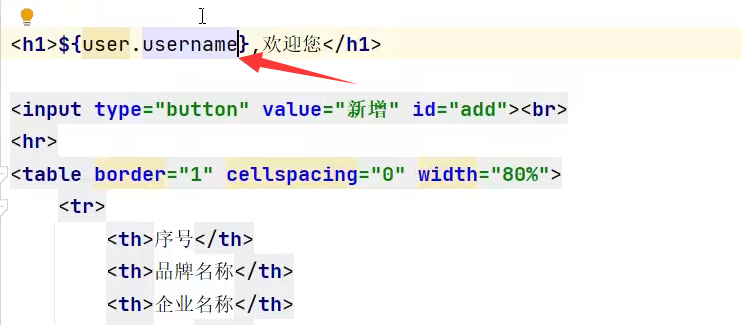 <h1>${user.username},欢迎您</h1>
<input type="button" value="新增" id="add"><br>
<hr>
<table border="1" cellspacing="0" width="80%">
<tr>
<th>序号</th>
<th>品牌名称</th>
<th>企业名称</th>